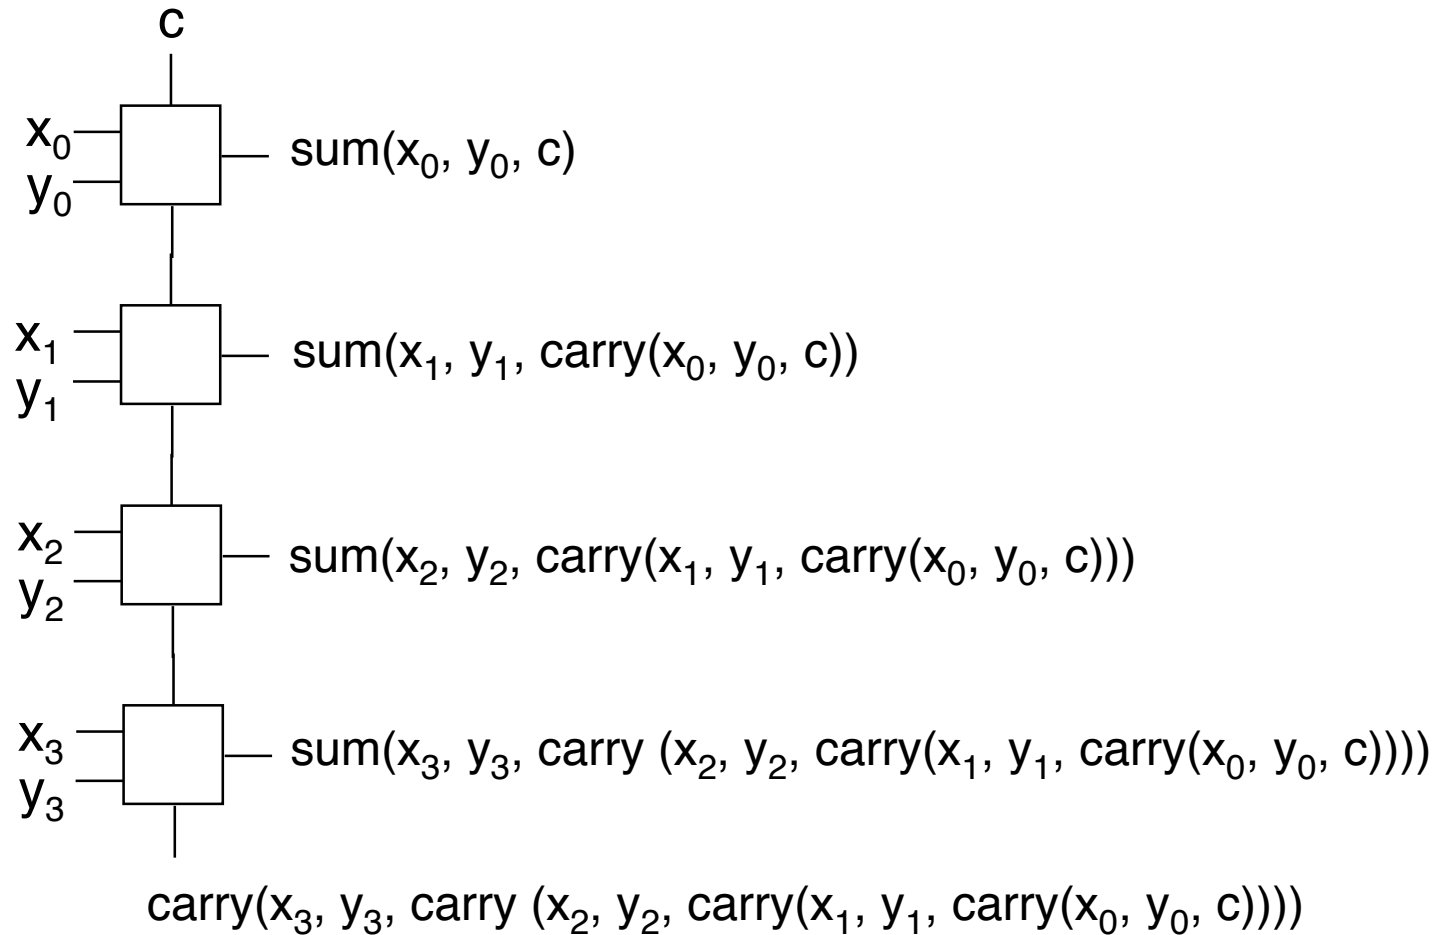 c
x₀
sum(x₀, y₀, c)
y₀
x₁
sum(x₁, y₁, carry(x₀, y₀, c))
y₁
x₂
sum(x₂, y₂, carry(x₁, y₁, carry(x₀, y₀, c)))
y₂
x₃
sum(x₃, y₃, carry (x₂, y₂, carry(x₁, y₁, carry(x₀, y₀, c))))
y₃
carry(x₃, y₃, carry (x₂, y₂, carry(x₁, y₁, carry(x₀, y₀, c))))